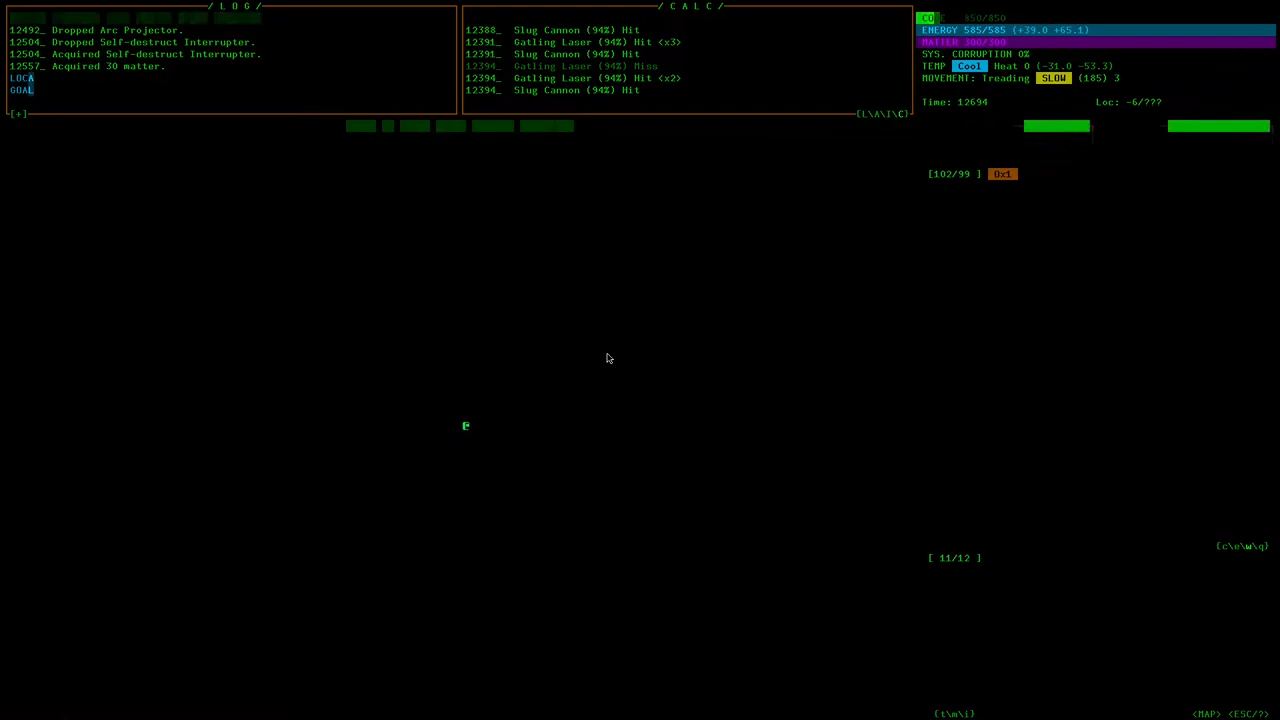 / L O G /
12492_ Dropped Arc Projector.
12504_ Dropped Self-destruct Interrupter.
12504_ Acquired Self-destruct Interrupter.
12557_ Acquired 30 matter.
LOCA
GOAL
[+]
/ C A L C /
12388_ Slug Cannon (94%) Hit
12391_ Gatling Laser (94%) Hit <x3>
12391_ Slug Cannon (94%) Hit
12394_ Gatling Laser (94%) Miss
12394_ Gatling Laser (94%) Hit <x2>
12394_ Slug Cannon (94%) Hit
{L\A\I\C}
CORE 850/850
ENERGY 585/585 (+39.0 +65.1)
MATTER 300/300
SYS. CORRUPTION 0%
TEMP Cool Heat 0 (-31.0 -53.3)
MOVEMENT: Treading SLOW (185) 3
Time: 12694 Loc: -6/???
[102/99 ] 0x1
{c\e\w\q}
[ 11/12 ]
{t\m\i} <MAP> <ESC/?>